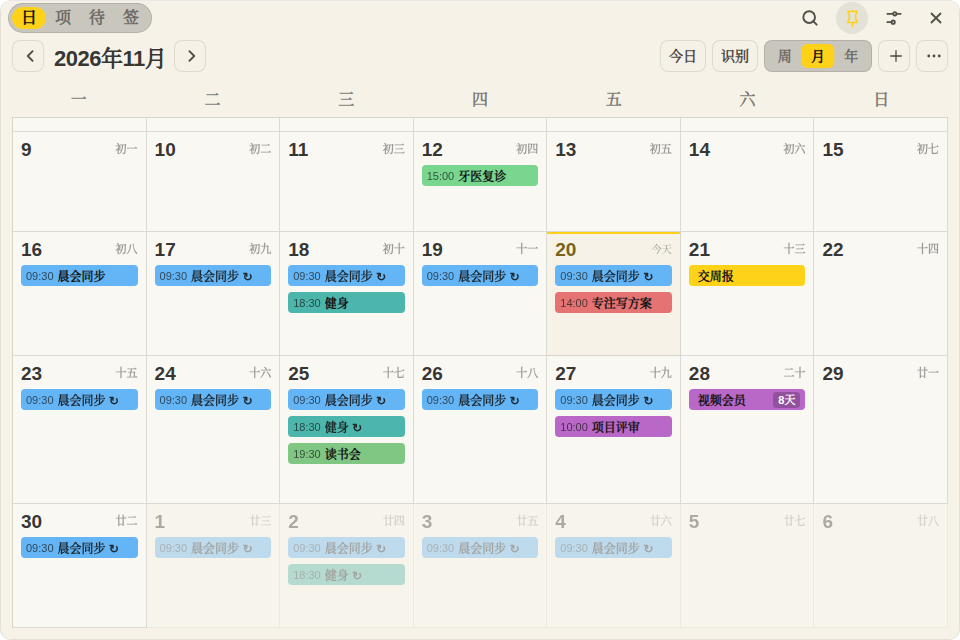 日 项 待 签
2026年11月
今日 识别 周 月 年
一 二 三 四 五 六 日
9 初一 10 初二 11 初三 12 初四 13 初五 14 初六 15 初七
15:00 牙医复诊
16 初八 17 初九 18 初十 19 十一 20 今天 21 十三 22 十四
09:30 晨会同步 09:30 晨会同步 ↻ 09:30 晨会同步 ↻ 09:30 晨会同步 ↻ 09:30 晨会同步 ↻ 交周报
18:30 健身 14:00 专注写方案
23 十五 24 十六 25 十七 26 十八 27 十九 28 二十 29 廿一
09:30 晨会同步 ↻ 09:30 晨会同步 ↻ 09:30 晨会同步 ↻ 09:30 晨会同步 ↻ 09:30 晨会同步 ↻ 视频会员 8天
18:30 健身 ↻ 10:00 项目评审
19:30 读书会
30 廿二 1 廿三 2 廿四 3 廿五 4 廿六 5 廿七 6 廿八
09:30 晨会同步 ↻ 09:30 晨会同步 ↻ 09:30 晨会同步 ↻ 09:30 晨会同步 ↻ 09:30 晨会同步 ↻
18:30 健身 ↻